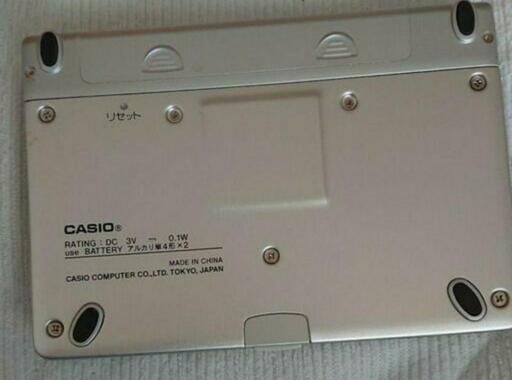 リセット
CASIO®
RATING : DC 3V ⎓ 0.1W
use BATTERY アルカリ単4形×2
MADE IN CHINA
CASIO COMPUTER CO.,LTD. TOKYO, JAPAN